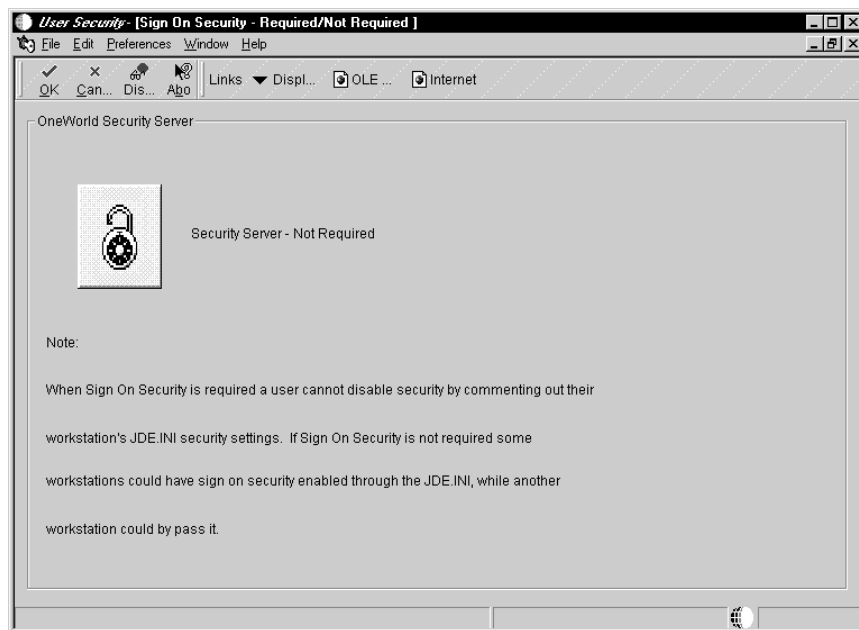 User Security - [Sign On Security - Required/Not Required ]
File Edit Preferences Window Help
OK Can... Dis... Abo Links Displ... OLE ... Internet
OneWorld Security Server
Security Server - Not Required
Note:
When Sign On Security is required a user cannot disable security by commenting out their
workstation's JDE.INI security settings. If Sign On Security is not required some
workstations could have sign on security enabled through the JDE.INI, while another
workstation could by pass it.